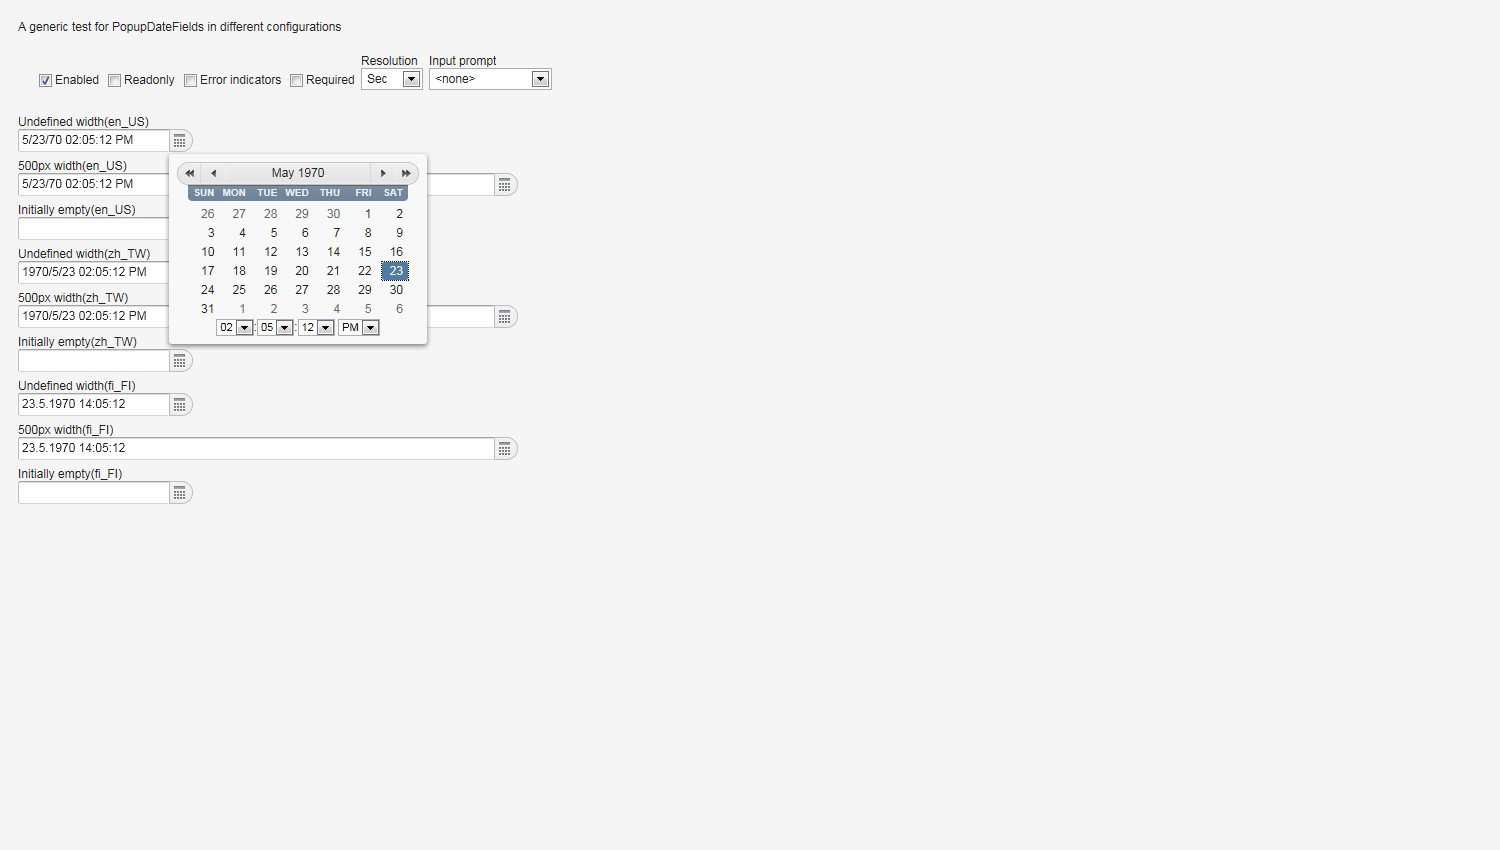 A generic test for PopupDateFields in different configurations
Resolution Input prompt
Enabled Readonly Error indicators Required Sec <none>
Undefined width(en_US)
5/23/70 02:05:12 PM
500px width(en_US)
5/23/70 02:05:12 PM
Initially empty(en_US)
Undefined width(zh_TW)
1970/5/23 02:05:12 PM
500px width(zh_TW)
1970/5/23 02:05:12 PM
Initially empty(zh_TW)
Undefined width(fi_FI)
23.5.1970 14:05:12
500px width(fi_FI)
23.5.1970 14:05:12
Initially empty(fi_FI)
May 1970
SUN MON TUE WED THU FRI SAT
26 27 28 29 30 1 2
3 4 5 6 7 8 9
10 11 12 13 14 15 16
17 18 19 20 21 22 23
24 25 26 27 28 29 30
31 1 2 3 4 5 6
02 : 05 : 12 PM